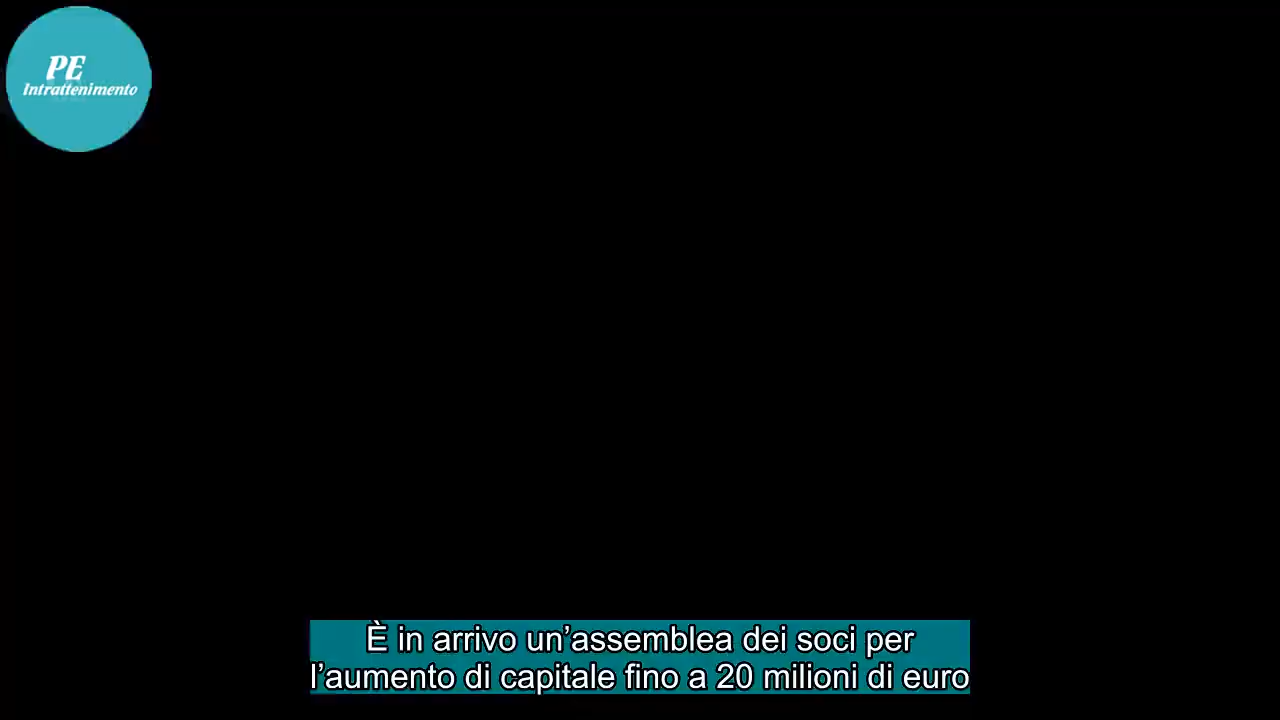 PE
Intrattenimento
È in arrivo un’assemblea dei soci per
l’aumento di capitale fino a 20 milioni di euro